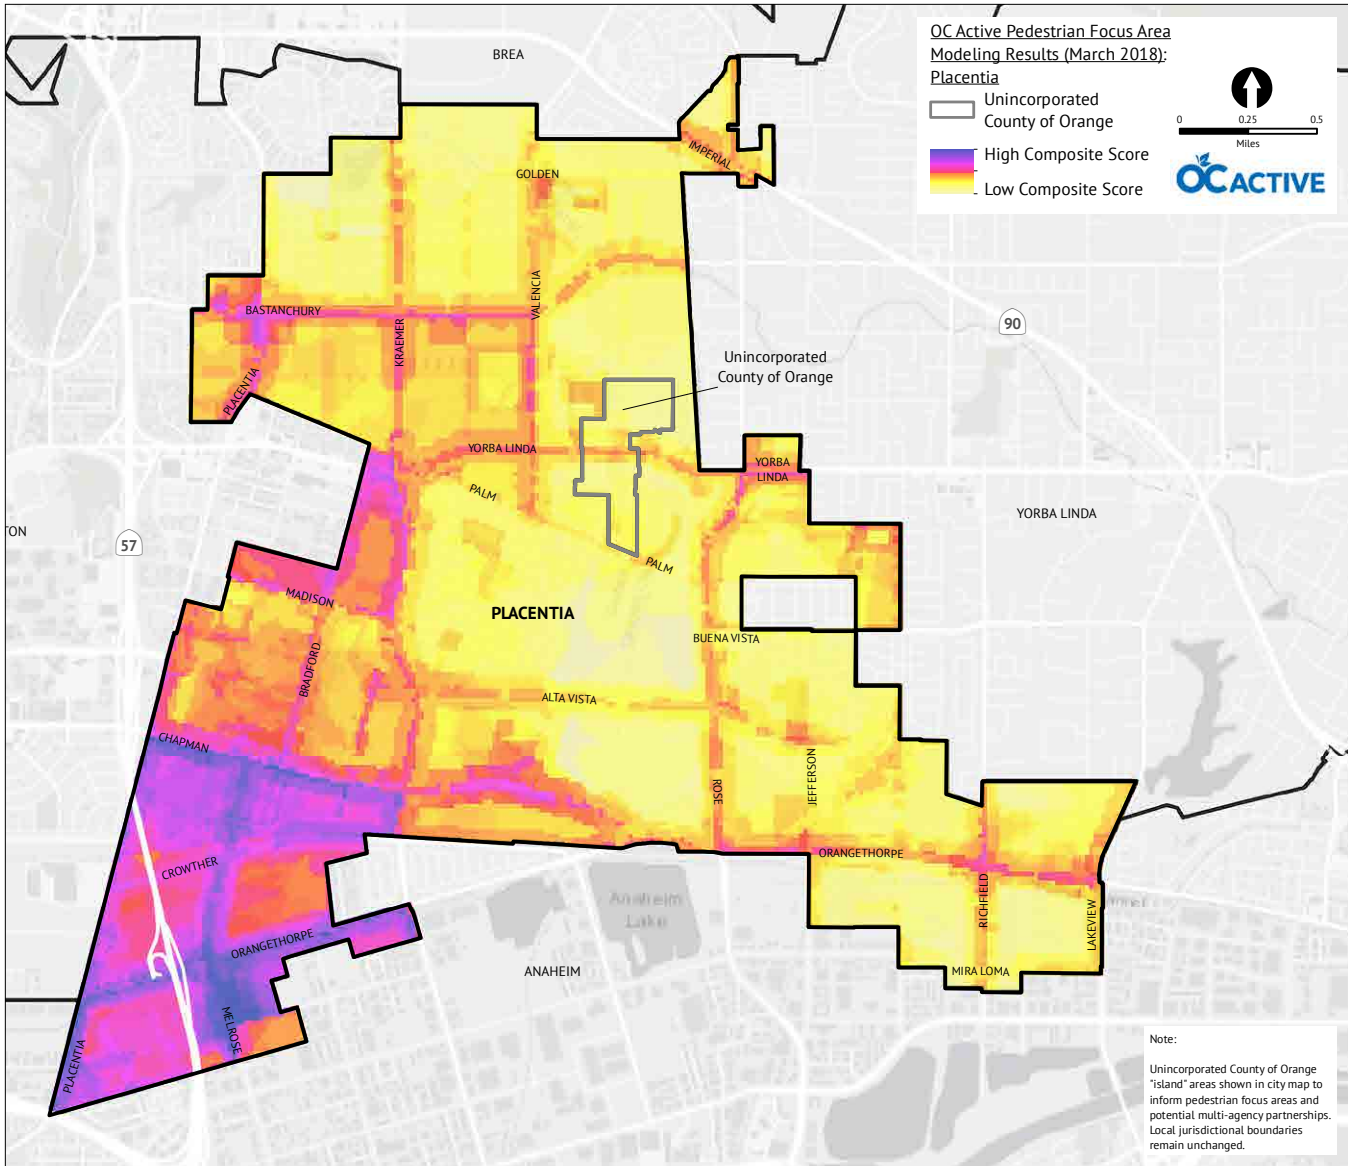 OC Active Pedestrian Focus Area
Modeling Results (March 2018):
Placentia
Unincorporated
County of Orange
High Composite Score
Low Composite Score
0 0.25 0.5
Miles
OC ACTIVE
BREA
IMPERIAL
GOLDEN
VALENCIA
BASTANCHURY
KRAEMER
PLACENTIA
90
Unincorporated
County of Orange
YORBA LINDA
YORBA
LINDA
PALM
YORBA LINDA
TON
57
PALM
MADISON
PLACENTIA
BUENA VISTA
BRADFORD
ALTA VISTA
CHAPMAN
ROSE
JEFFERSON
ORANGETHORPE
CROWTHER
RICHFIELD
LAKEVIEW
Anaheim
Lake
ORANGETHORPE
ANAHEIM
MIRA LOMA
MELROSE
PLACENTIA
Note:
Unincorporated County of Orange
"island" areas shown in city map to
inform pedestrian focus areas and
potential multi-agency partnerships.
Local jurisdictional boundaries
remain unchanged.